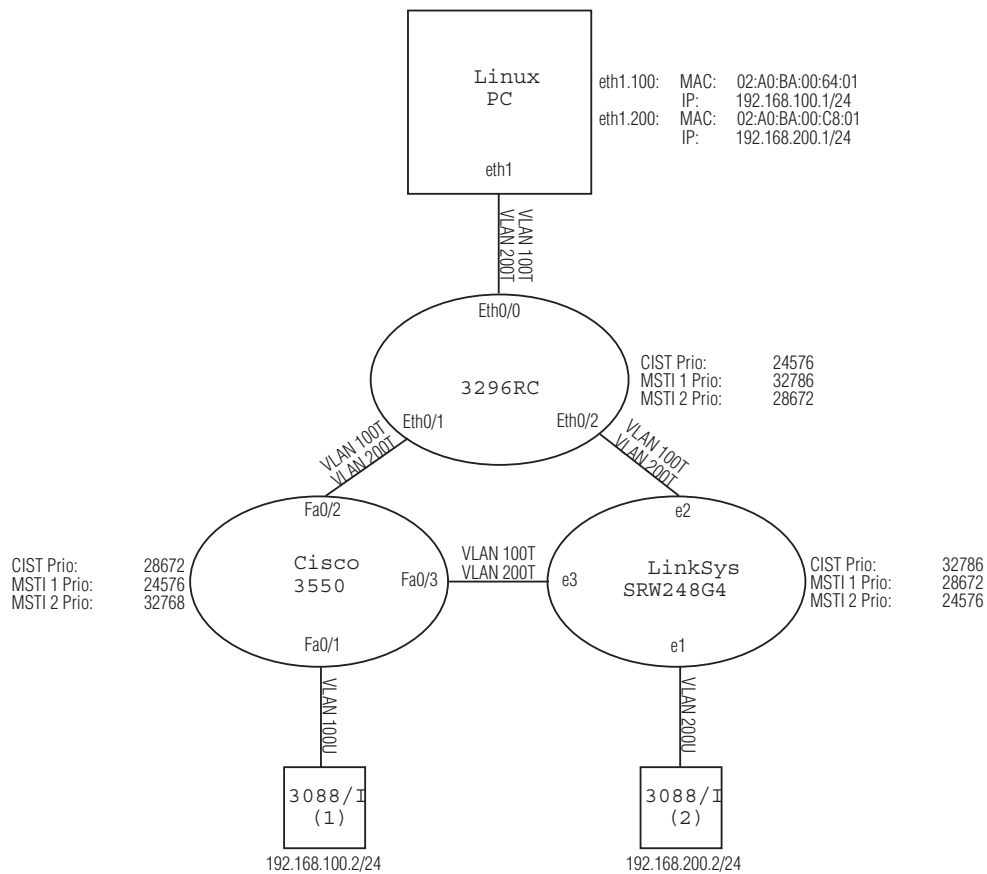 Linux
PC
eth1
eth1.100: MAC: 02:A0:BA:00:64:01
IP: 192.168.100.1/24
eth1.200: MAC: 02:A0:BA:00:C8:01
IP: 192.168.200.1/24
VLAN 100T
VLAN 200T
Eth0/0
3296RC
Eth0/1
Eth0/2
CIST Prio: 24576
MSTI 1 Prio: 32786
MSTI 2 Prio: 28672
VLAN 100T
VLAN 200T
VLAN 100T
VLAN 200T
Fa0/2
Cisco
3550
Fa0/3
Fa0/1
CIST Prio: 28672
MSTI 1 Prio: 24576
MSTI 2 Prio: 32768
VLAN 100T
VLAN 200T
e2
LinkSys
SRW248G4
e3
e1
CIST Prio: 32786
MSTI 1 Prio: 28672
MSTI 2 Prio: 24576
VLAN 100U
VLAN 200U
3088/I
(1)
192.168.100.2/24
3088/I
(2)
192.168.200.2/24